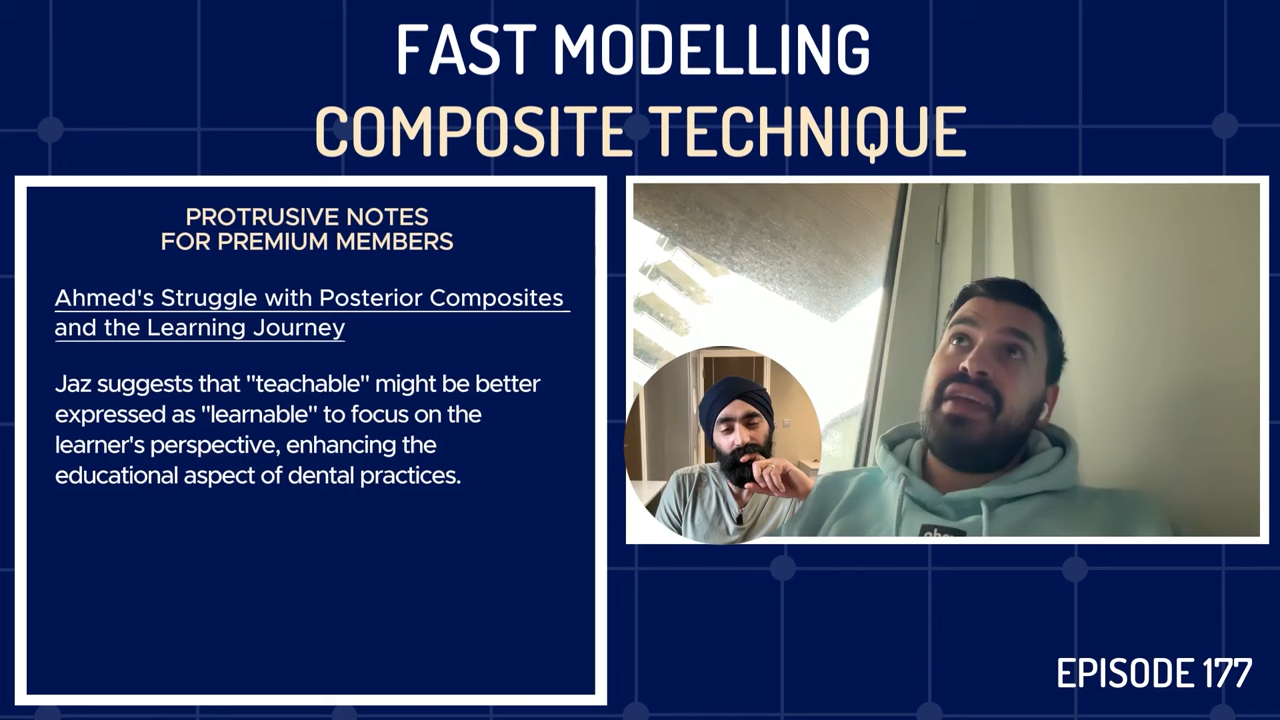 FAST MODELLING
COMPOSITE TECHNIQUE
PROTRUSIVE NOTES
FOR PREMIUM MEMBERS
Ahmed's Struggle with Posterior Composites
and the Learning Journey
Jaz suggests that "teachable" might be better
expressed as "learnable" to focus on the
learner's perspective, enhancing the
educational aspect of dental practices.
EPISODE 177